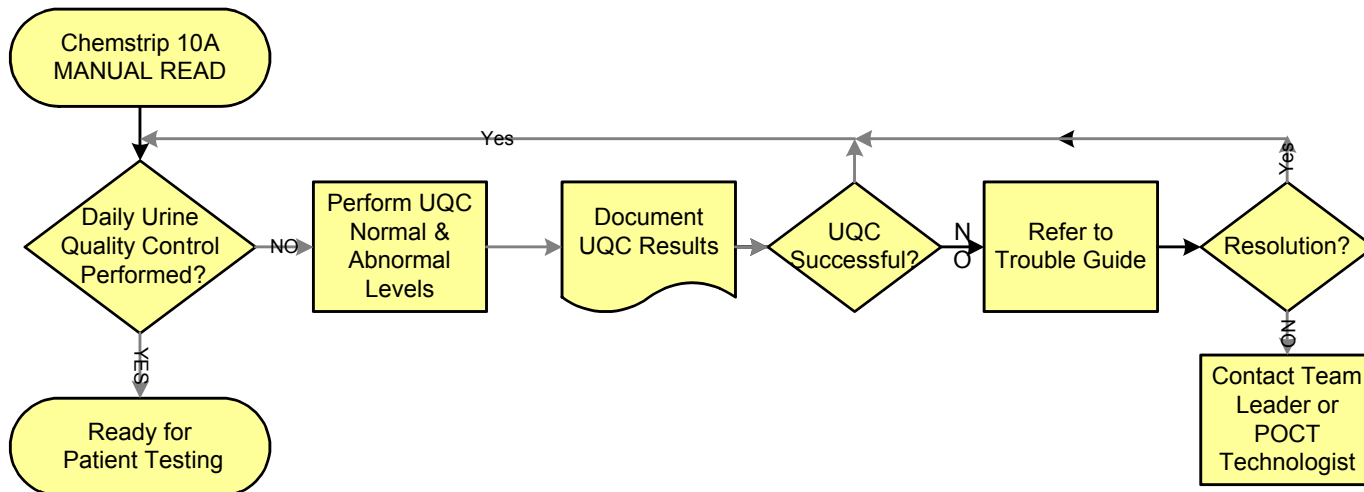 Chemstrip 10A
MANUAL READ
Yes
Yes
Daily Urine
Quality Control
Performed?
NO
Perform UQC
Normal &
Abnormal
Levels
Document
UQC Results
UQC
Successful?
N
O
Refer to
Trouble Guide
Resolution?
YES
NO
Ready for
Patient Testing
Contact Team
Leader or
POCT
Technologist